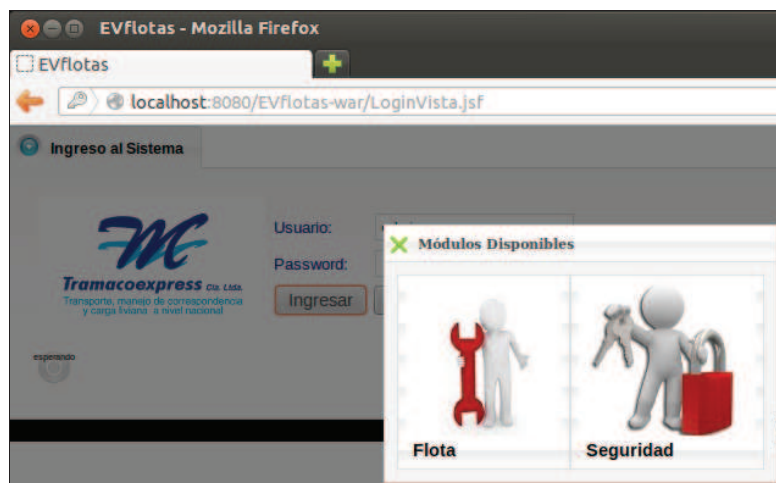 EVflotas - Mozilla Firefox
EVflotas
localhost:8080/EVflotas-war/LoginVista.jsf
Ingreso al Sistema
Usuario:
Password:
Ingresar
Tramacoexpress Cia. Ltda.
Transporte, manejo de correspondencia
y carga liviana a nivel nacional
esperando
Módulos Disponibles
Flota
Seguridad